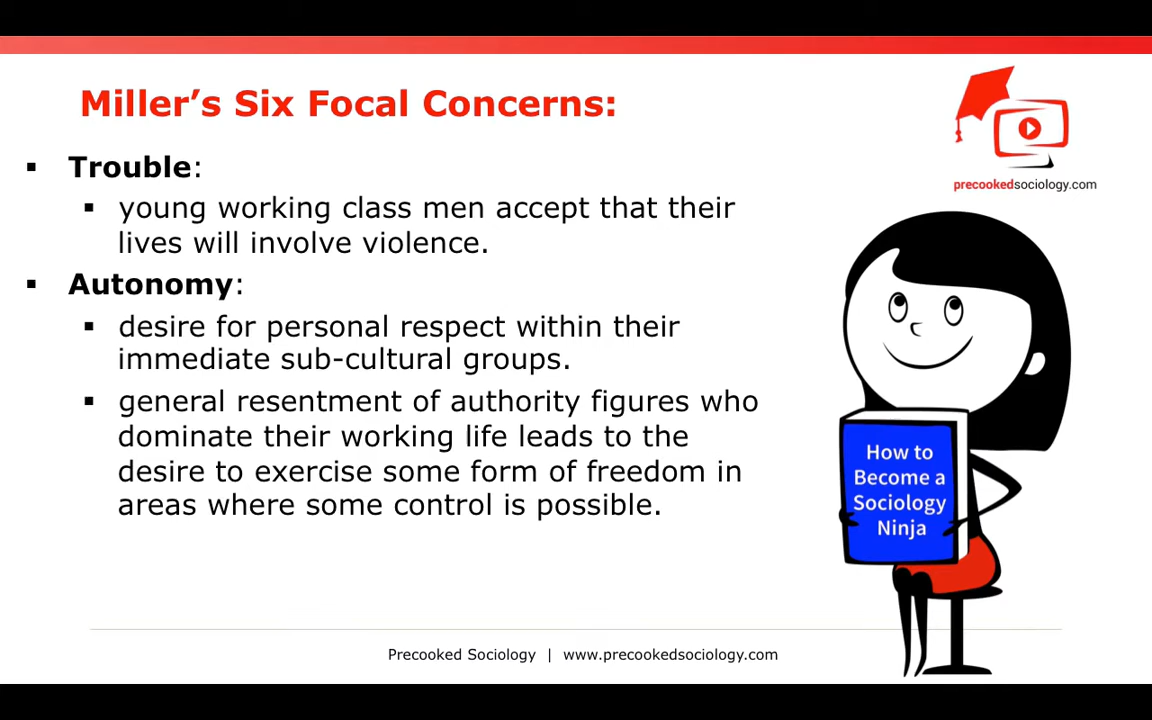 Miller’s Six Focal Concerns:
precookedsociology.com
▪ Trouble:
▪ young working class men accept that their
lives will involve violence.
▪ Autonomy:
▪ desire for personal respect within their
immediate sub-cultural groups.
▪ general resentment of authority figures who
dominate their working life leads to the
desire to exercise some form of freedom in
areas where some control is possible.
How to
Become a
Sociology
Ninja
Precooked Sociology | www.precookedsociology.com